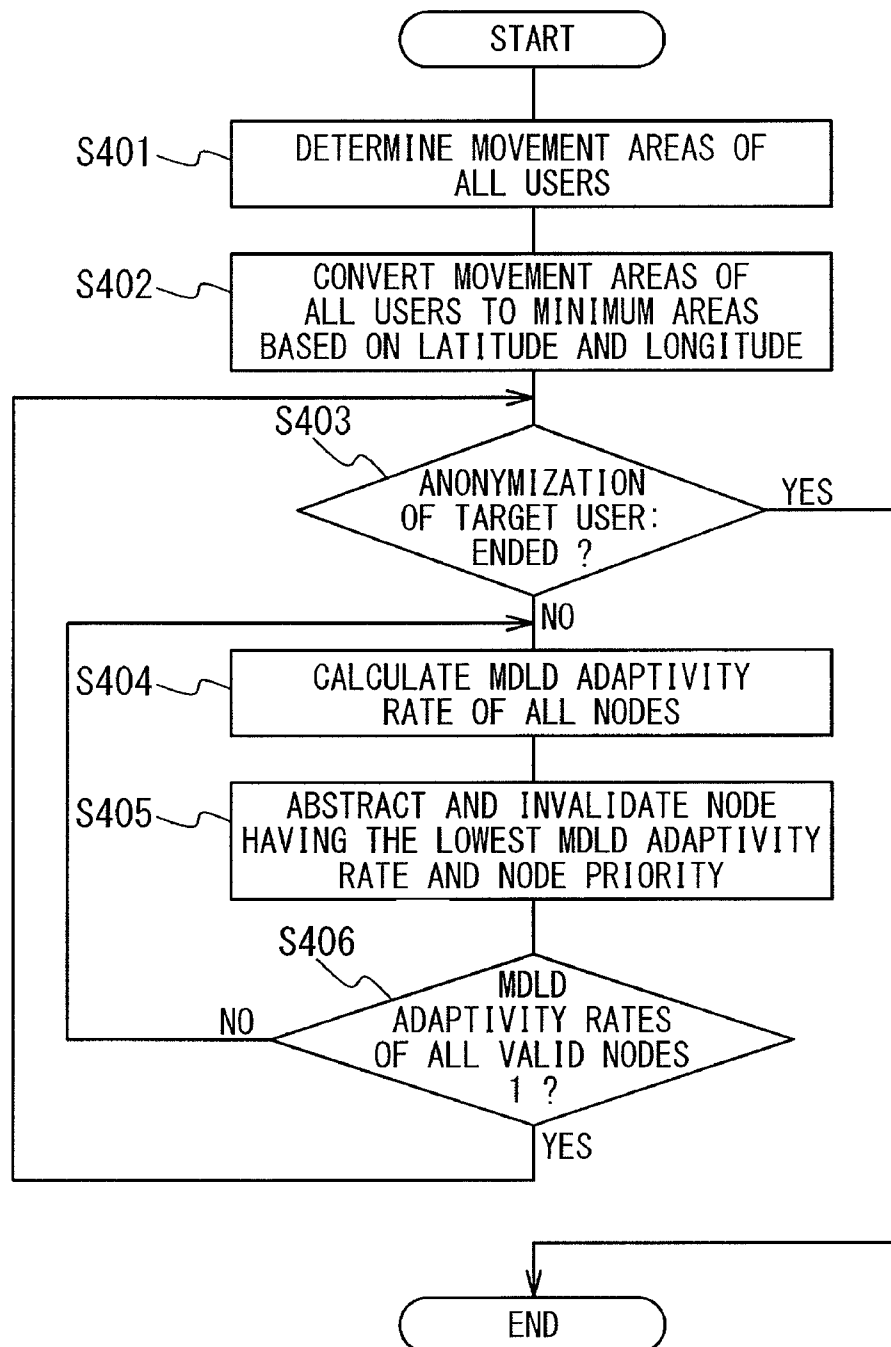 START
S401
DETERMINE MOVEMENT AREAS OF
ALL USERS
S402
CONVERT MOVEMENT AREAS OF
ALL USERS TO MINIMUM AREAS
BASED ON LATITUDE AND LONGITUDE
S403
ANONYMIZATION
OF TARGET USER:
ENDED ?
YES
NO
S404
CALCULATE MDLD ADAPTIVITY
RATE OF ALL NODES
S405
ABSTRACT AND INVALIDATE NODE
HAVING THE LOWEST MDLD ADAPTIVITY
RATE AND NODE PRIORITY
S406
MDLD
ADAPTIVITY RATES
OF ALL VALID NODES
1 ?
NO
YES
END